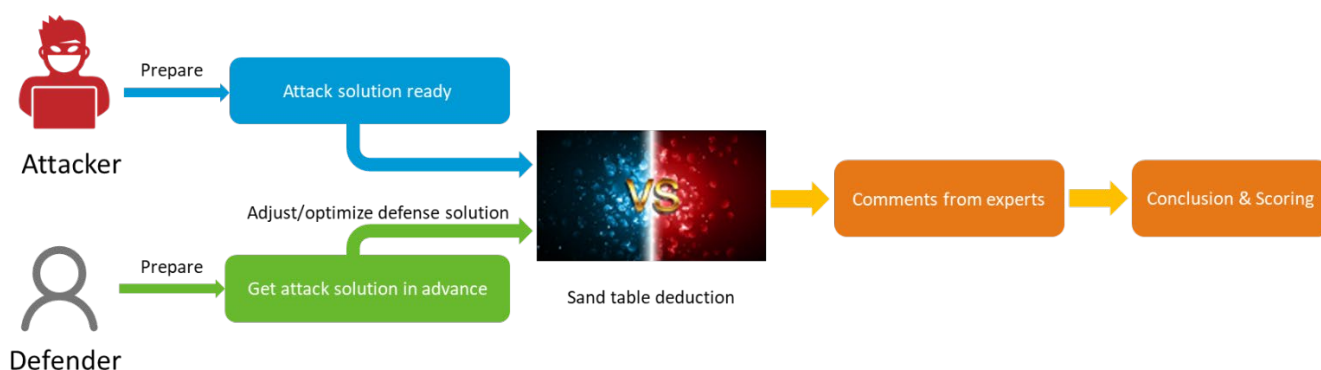 Prepare
Attack solution ready
Attacker
VS
Adjust/optimize defense solution
Comments from experts
Conclusion & Scoring
Prepare
Get attack solution in advance
Sand table deduction
Defender